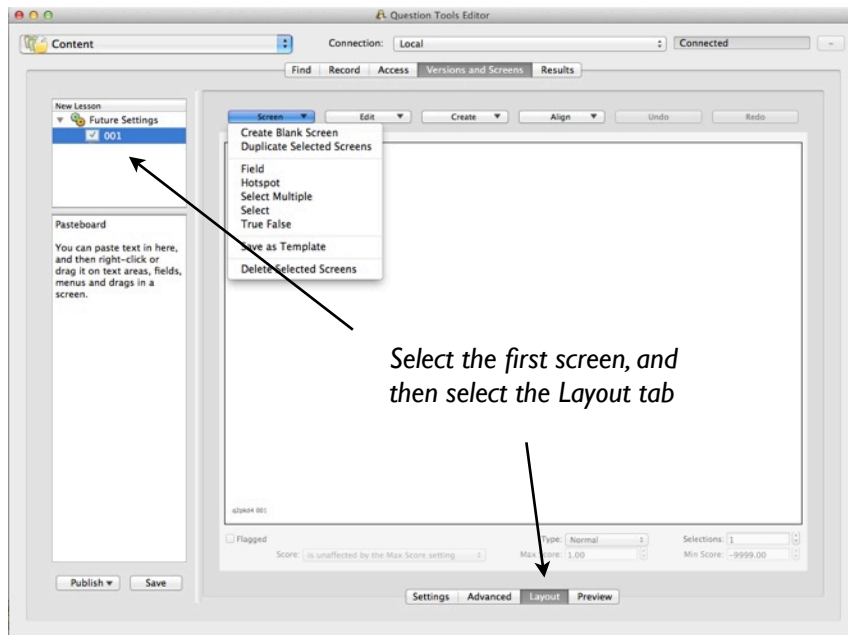 Question Tools Editor
Content
Connection: Local
Connected
Find Record Access Versions and Screens Results
New Lesson
Future Settings
001
Screen Edit Create Align Undo Redo
Create Blank Screen
Duplicate Selected Screens
Field
Hotspot
Select Multiple
Select
True False
Save as Template
Delete Selected Screens
Pasteboard
You can paste text in here,
and then right-click or
drag it on text areas, fields,
menus and drags in a
screen.
Select the first screen, and
then select the Layout tab
001
Flagged
Type: Normal
Selections: 1
Score: is unaffected by the Max Score setting
Max Score: 1.00
Min Score: -9999.00
Publish Save
Settings Advanced Layout Preview